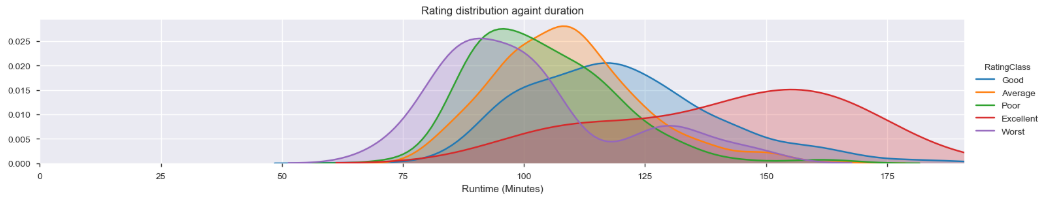 Rating distribution againt duration
0.025
0.020
0.015
0.010
0.005
0.000
0 25 50 75 100 125 150 175
Runtime (Minutes)
RatingClass
Good
Average
Poor
Excellent
Worst